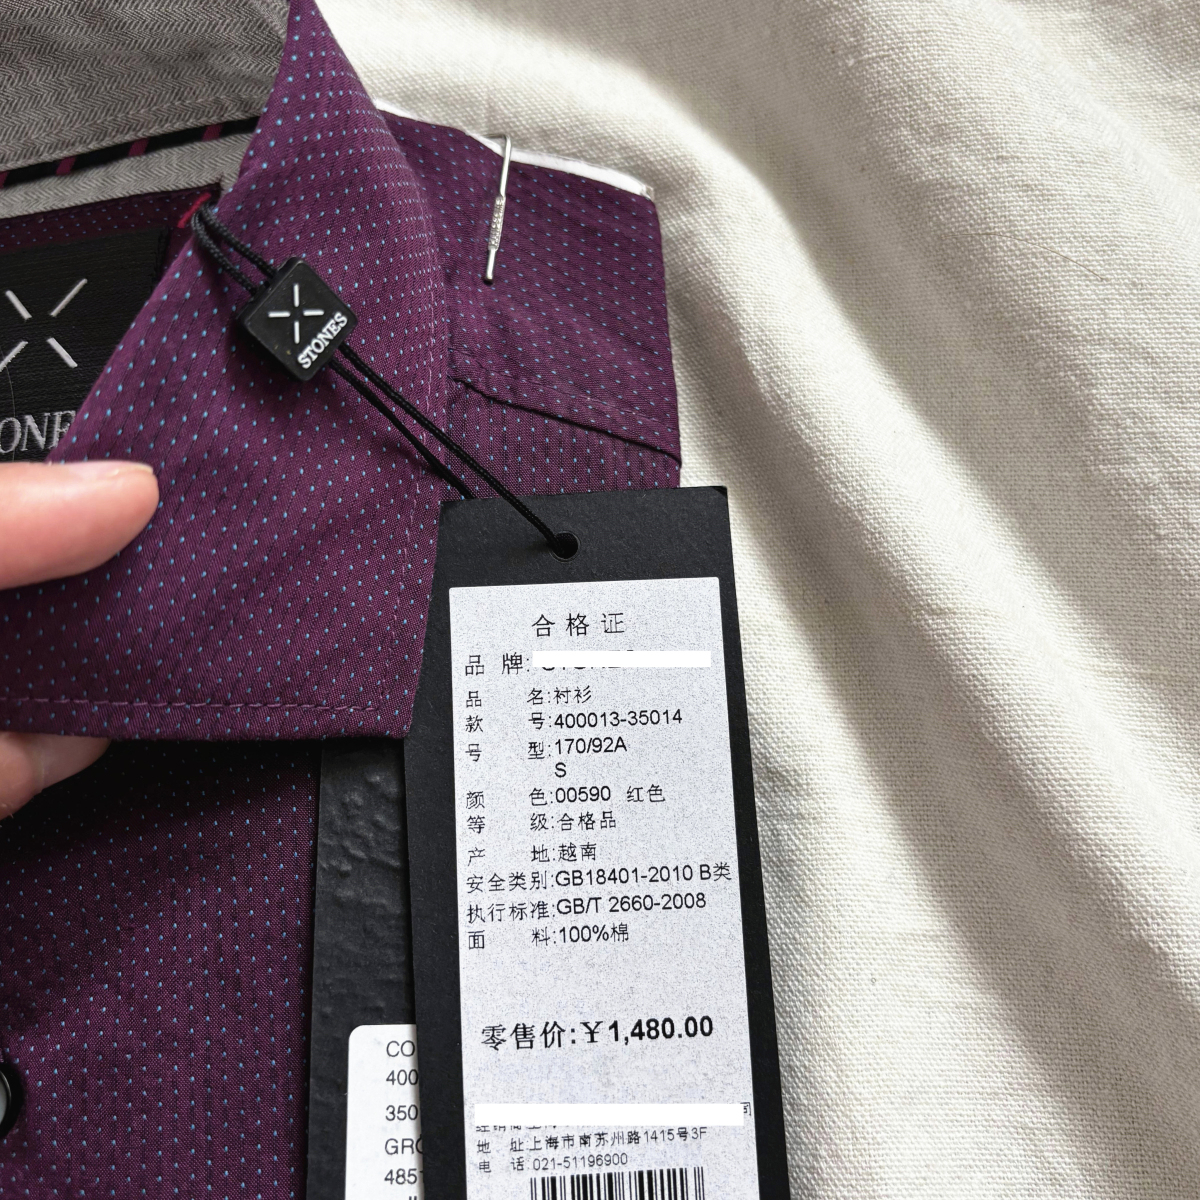 STONES
合格证
品 牌:
品 名:衬衫
款 号:400013-35014
号 型:170/92A
S
颜 色:00590 红色
等 级:合格品
产 地:越南
安全类别:GB18401-2010 B类
执行标准:GB/T 2660-2008
面 料:100%棉
零售价:¥1,480.00
地 址上海市南苏州路1415号3F
电 话:021-51196900
CO
400
350
GRO
485